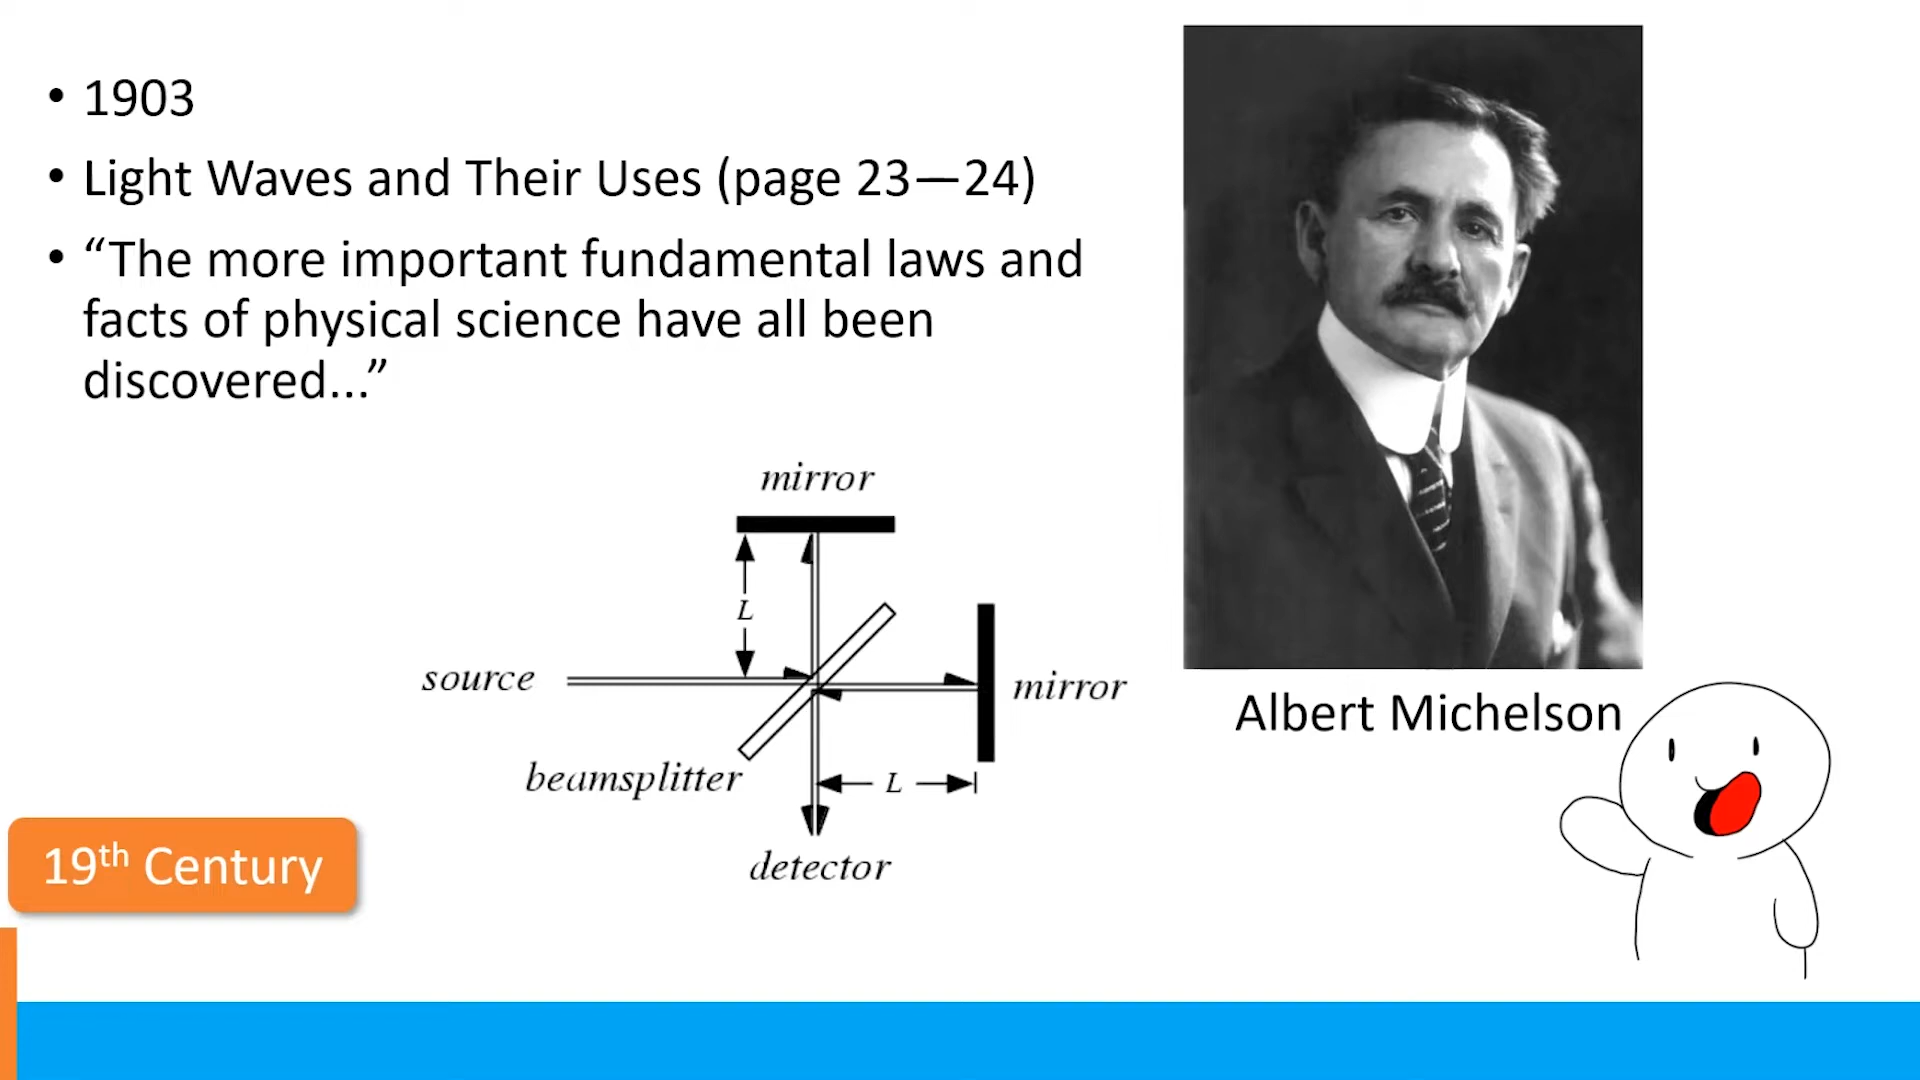 • 1903
• Light Waves and Their Uses (page 23—24)
• “The more important fundamental laws and
facts of physical science have all been
discovered...”
mirror
L
source
mirror
Albert Michelson
beamsplitter
L
detector
19th Century